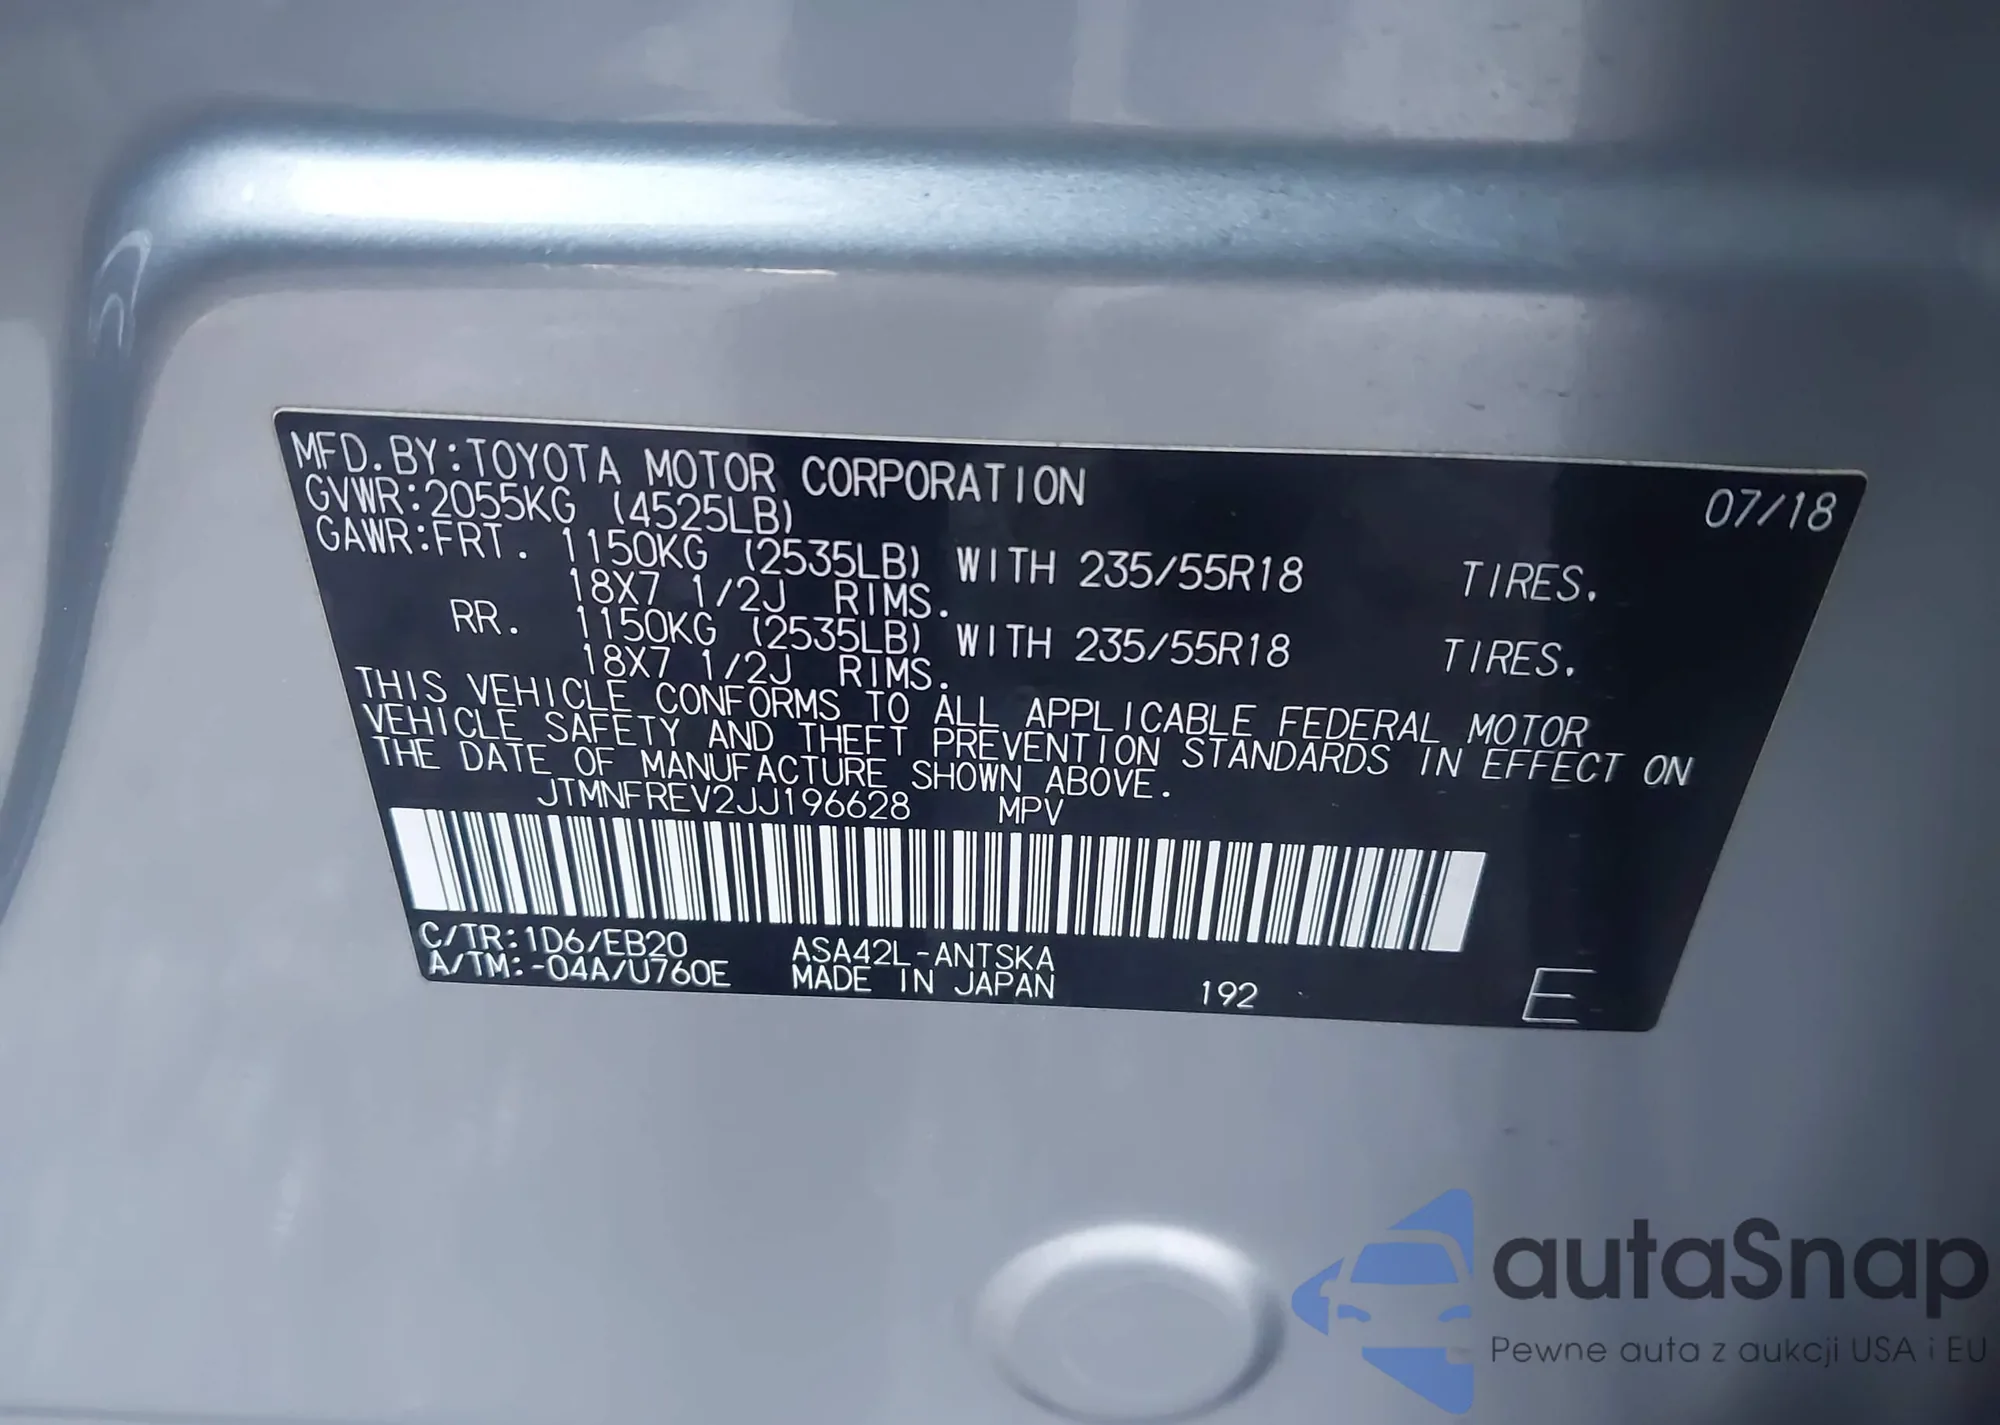 MFD.BY:TOYOTA MOTOR CORPORATION 07/18
GVWR:2055KG (4525LB)
GAWR:FRT. 1150KG (2535LB) WITH 235/55R18 TIRES.
18X7 1/2J RIMS.
RR. 1150KG (2535LB) WITH 235/55R18 TIRES.
18X7 1/2J RIMS.
THIS VEHICLE CONFORMS TO ALL APPLICABLE FEDERAL MOTOR
VEHICLE SAFETY AND THEFT PREVENTION STANDARDS IN EFFECT ON
THE DATE OF MANUFACTURE SHOWN ABOVE.
JTMNFREV2JJ196628 MPV
C/TR:1D6/EB20 ASA42L-ANTSKA
A/TM:-04A/U760E MADE IN JAPAN 192 E
autaSnap
Pewne auta z aukcji USA i EU